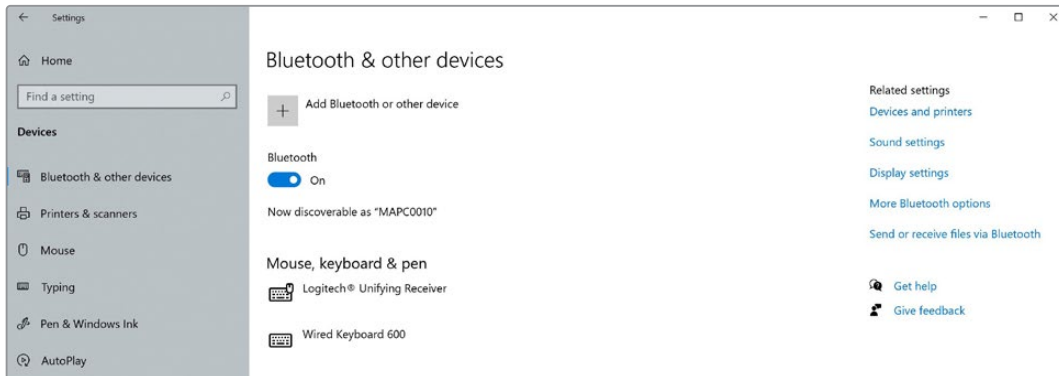 Settings
Home
Find a setting
Devices
Bluetooth & other devices
Printers & scanners
Mouse
Typing
Pen & Windows Ink
AutoPlay
Bluetooth & other devices
Add Bluetooth or other device
Bluetooth
On
Now discoverable as “MAPC0010”
Mouse, keyboard & pen
Logitech® Unifying Receiver
Wired Keyboard 600
Related settings
Devices and printers
Sound settings
Display settings
More Bluetooth options
Send or receive files via Bluetooth
Get help
Give feedback